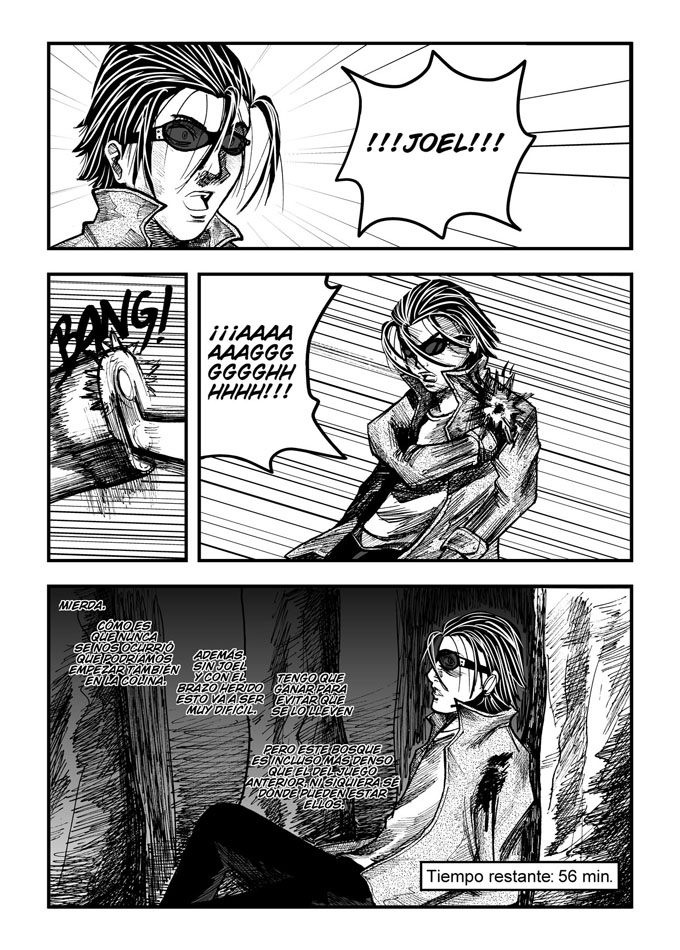 !!!JOEL!!!
BANG!
¡¡¡AAAA
AAAGGG
GGGGHH
HHHH!!!
MIERDA.
CÓMO ES
QUE NUNCA
SE NOS OCURRIÓ
QUE PODRÍAMOS
EMPEZAR TAMBIÉN
EN LA COLINA.
ADEMÁS,
SIN JOEL
Y CON EL
BRAZO HERIDO
ESTO VA A SER
MUY DIFÍCIL.
TENGO QUE
GANAR PARA
EVITAR QUE
SE LO LLEVEN
PERO ESTE BOSQUE
ES INCLUSO MÁS DENSO
QUE EL DEL JUEGO
ANTERIOR. NI SIQUIERA SÉ
DÓNDE PUEDEN ESTAR
ELLOS.
Tiempo restante: 56 min.